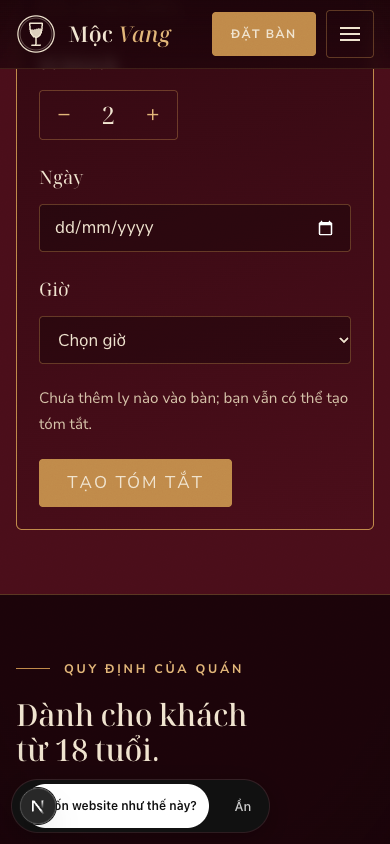 Mộc Vang
ĐẶT BÀN
− 2 +
Ngày
dd/mm/yyyy
Giờ
Chọn giờ
Chưa thêm ly nào vào bàn; bạn vẫn có thể tạo
tóm tắt.
TẠO TÓM TẮT
QUY ĐỊNH CỦA QUÁN
Dành cho khách
từ 18 tuổi.
N
website như thế này?
Ẩn